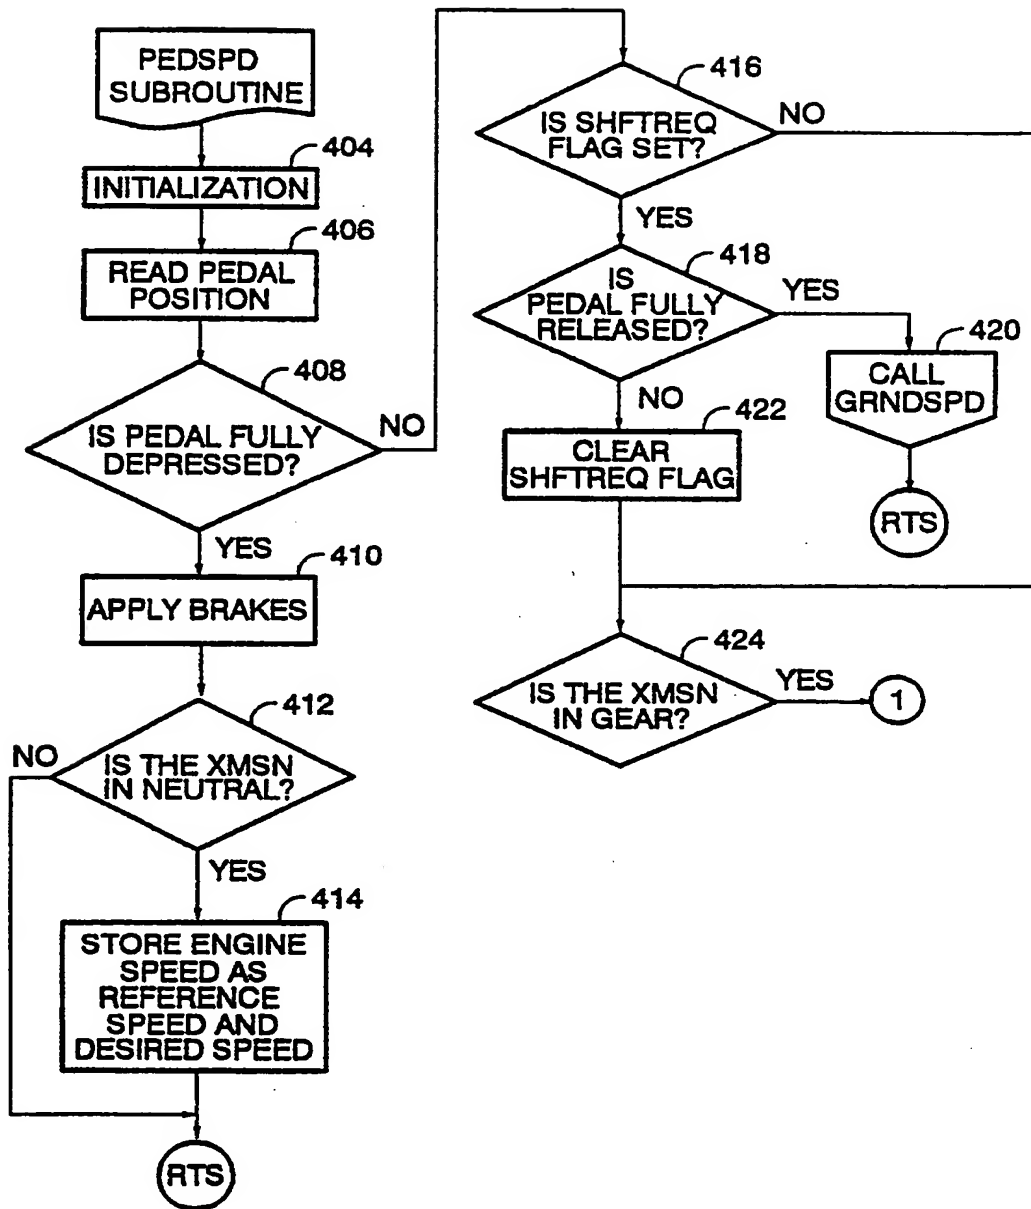 PEDSPD
SUBROUTINE
404
INITIALIZATION
406
READ PEDAL
POSITION
408
IS PEDAL FULLY
DEPRESSED?
NO
YES
410
APPLY BRAKES
412
NO
IS THE XMSN
IN NEUTRAL?
YES
414
STORE ENGINE
SPEED AS
REFERENCE
SPEED AND
DESIRED SPEED
RTS
416
IS SHFTREQ
FLAG SET?
NO
YES
418
IS
PEDAL FULLY
RELEASED?
YES
420
CALL
GRNDSPD
RTS
NO
422
CLEAR
SHFTREQ FLAG
424
IS THE XMSN
IN GEAR?
YES
1